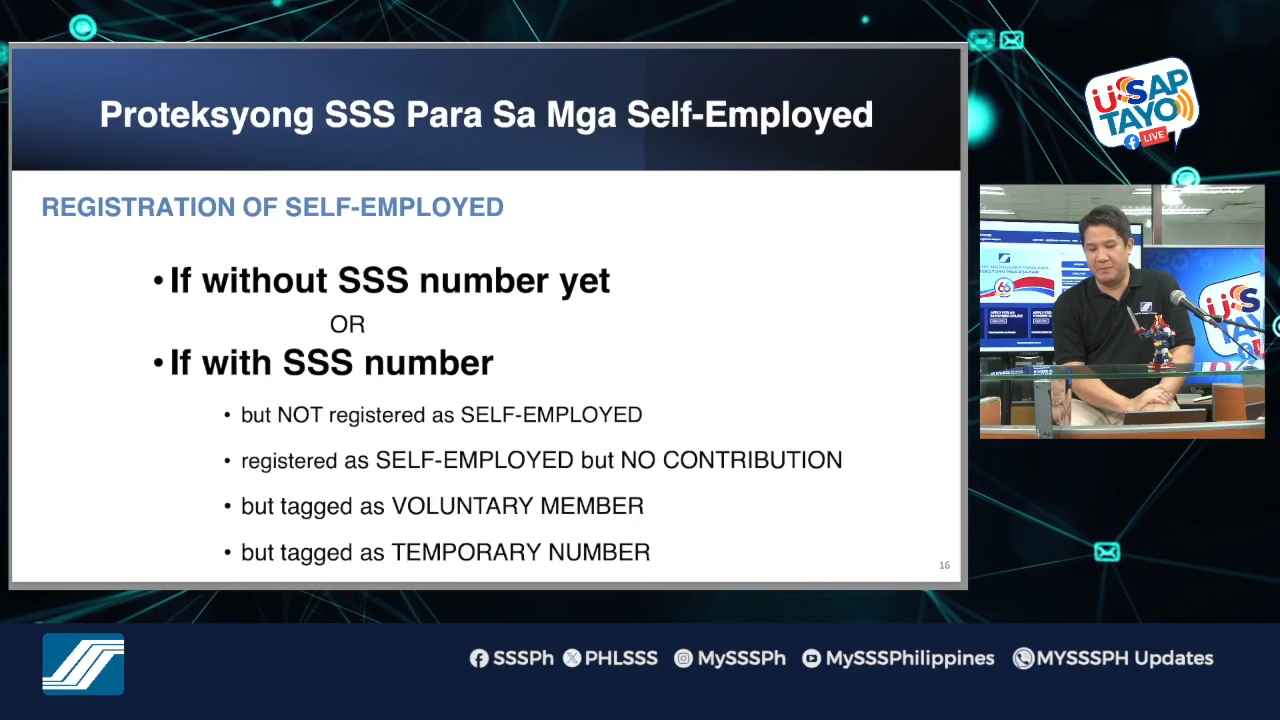 Proteksyong SSS Para Sa Mga Self-Employed
REGISTRATION OF SELF-EMPLOYED
• If without SSS number yet
OR
• If with SSS number
• but NOT registered as SELF-EMPLOYED
• registered as SELF-EMPLOYED but NO CONTRIBUTION
• but tagged as VOLUNTARY MEMBER
• but tagged as TEMPORARY NUMBER
16
USSAP
TAYO
LIVE
SSSPh PHLSSS MySSSPh MySSSPhilippines MYSSSPH Updates